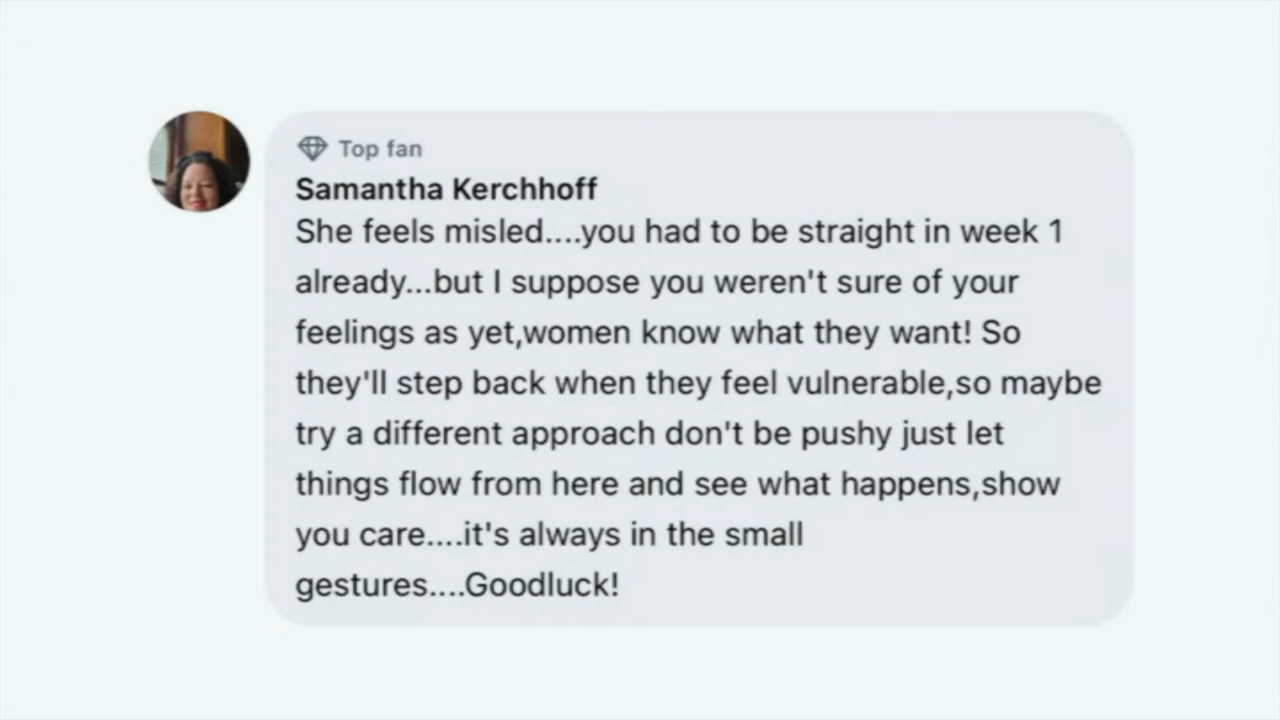 Top fan
Samantha Kerchhoff
She feels misled....you had to be straight in week 1
already...but I suppose you weren't sure of your
feelings as yet,women know what they want! So
they'll step back when they feel vulnerable,so maybe
try a different approach don't be pushy just let
things flow from here and see what happens,show
you care....it's always in the small
gestures....Goodluck!